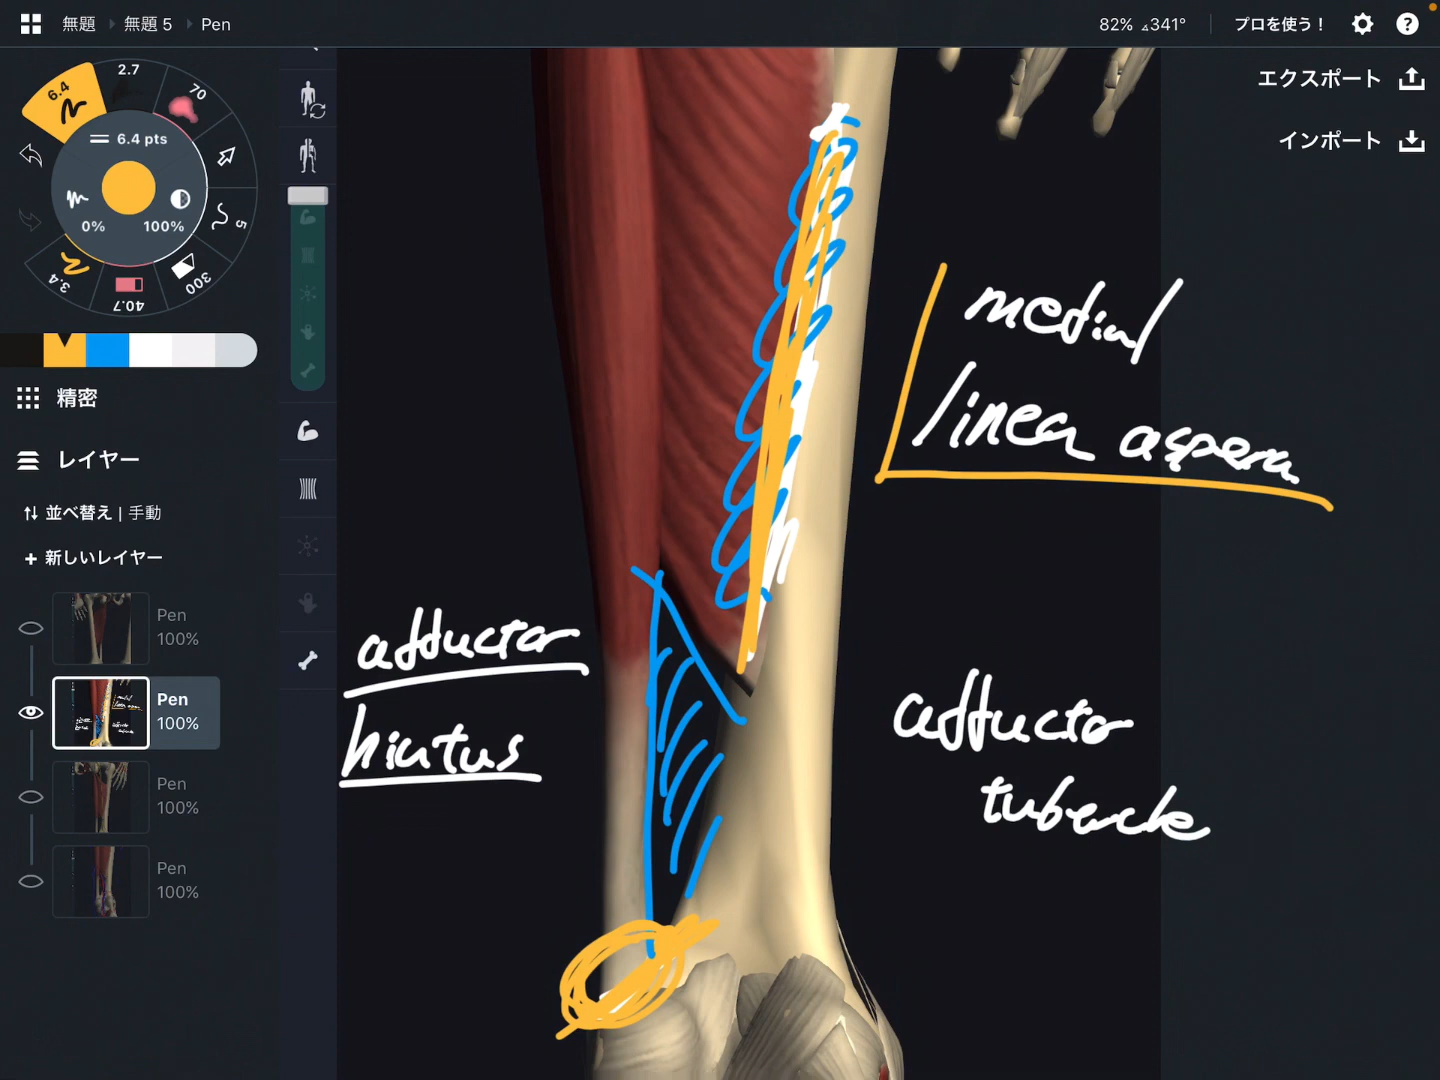 無題 無題 5 Pen
82% ⊿341° プロを使う！
エクスポート
インポート
2.7
6.4
70
6.4 pts
0% 100%
5
3.4
40.7
300
精密
レイヤー
並べ替え | 手動
+ 新しいレイヤー
Pen
100%
Pen
100%
Pen
100%
Pen
100%
medial
linea aspera
adductor
hiatus
adductor
tubercle